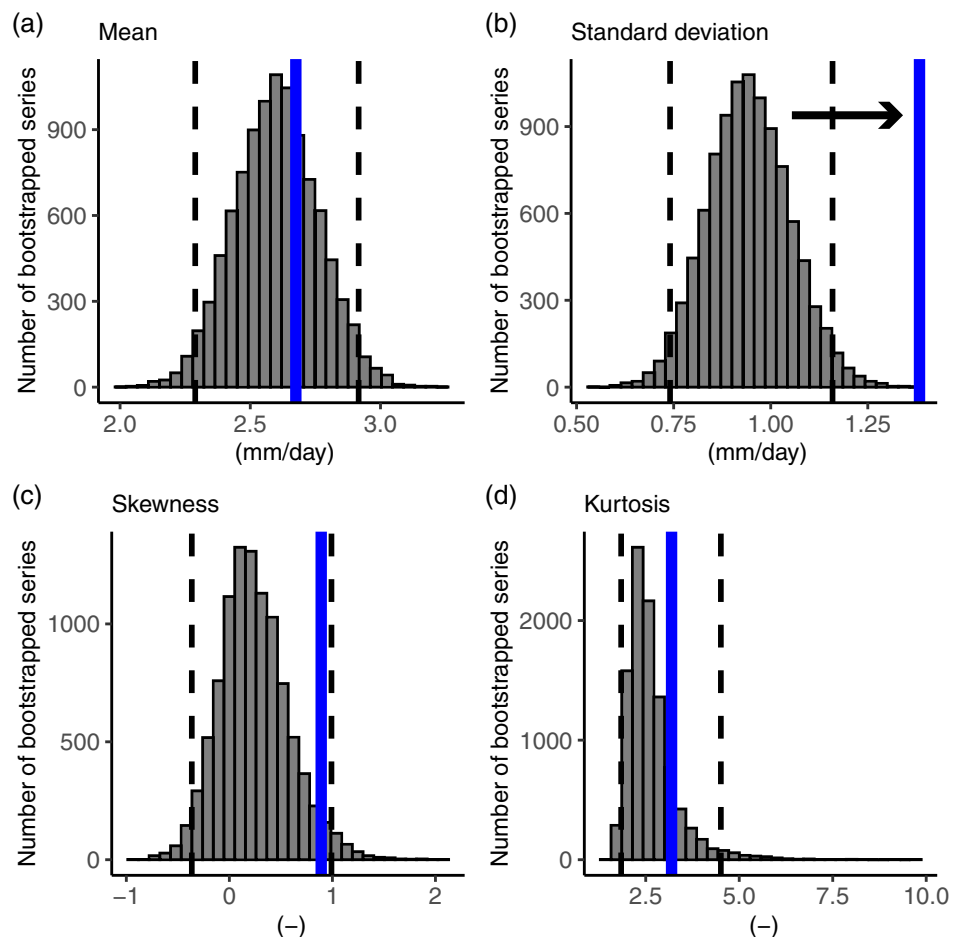 (a) Mean
Number of bootstrapped series
900
600
300
0
2.0 2.5 3.0
(mm/day)
(b) Standard deviation
Number of bootstrapped series
900
600
300
0
0.50 0.75 1.00 1.25
(mm/day)
(c) Skewness
Number of bootstrapped series
1000
500
0
−1 0 1 2
(−)
(d) Kurtosis
Number of bootstrapped series
2000
1000
0
2.5 5.0 7.5 10.0
(−)